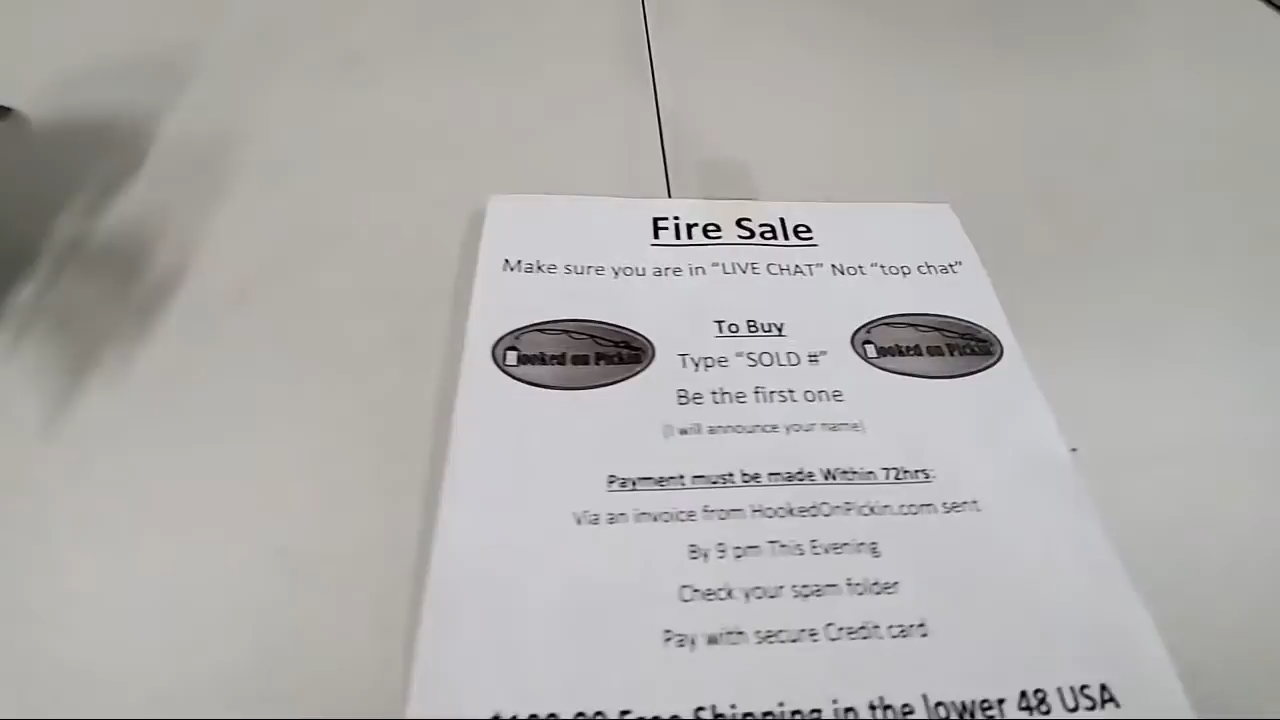 Fire Sale
Make sure you are in “LIVE CHAT” Not “top chat”
To Buy
Hooked on Pickin
Type “SOLD #”
Hooked on Pickin
Be the first one
(I will announce your name)
Payment must be made Within 72hrs:
Via an invoice from HookedOnPickin.com sent
By 9 pm This Evening
Check your spam folder
Pay with secure Credit card
Free Shipping in the lower 48 USA